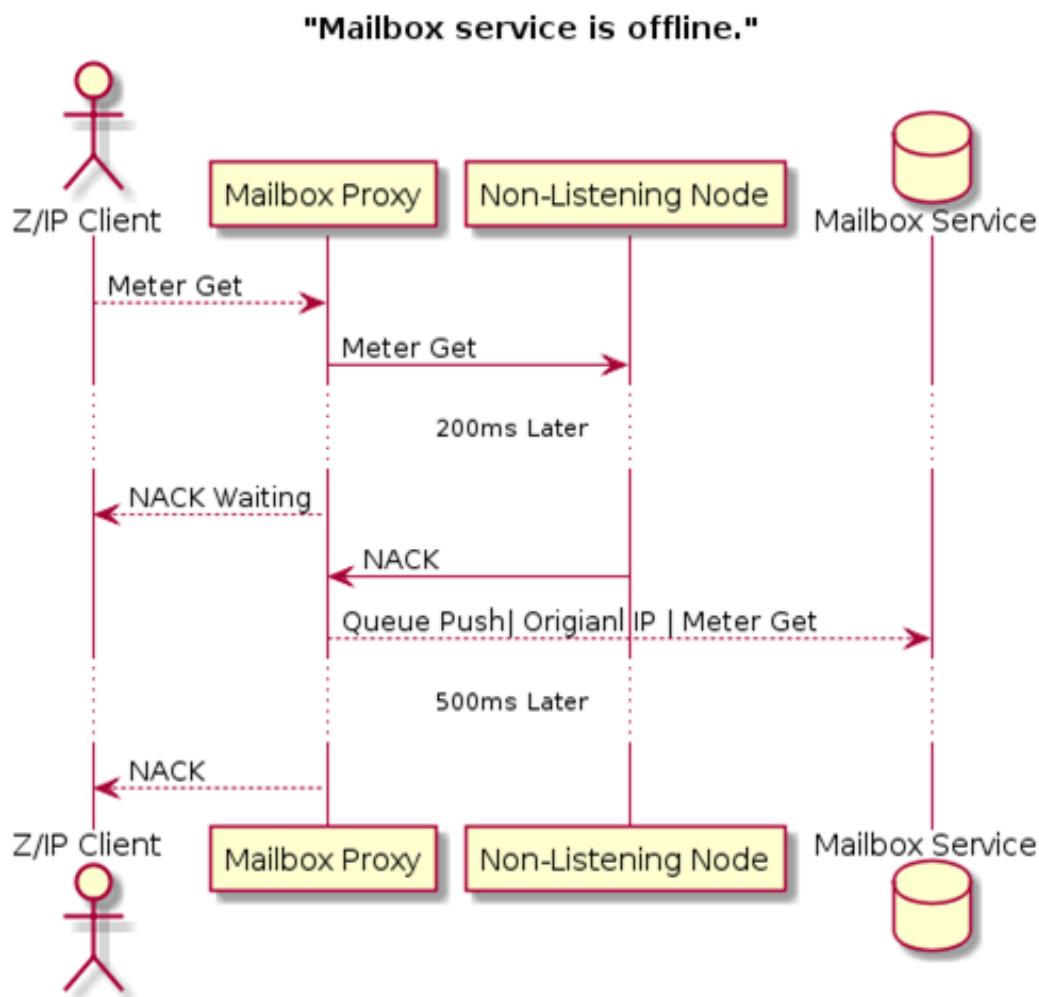 "Mailbox service is offline."
Z/IP Client
Mailbox Proxy
Non-Listening Node
Mailbox Service
Meter Get
Meter Get
200ms Later
NACK Waiting
NACK
Queue Push| Origianl IP | Meter Get
500ms Later
NACK
Z/IP Client
Mailbox Proxy
Non-Listening Node
Mailbox Service